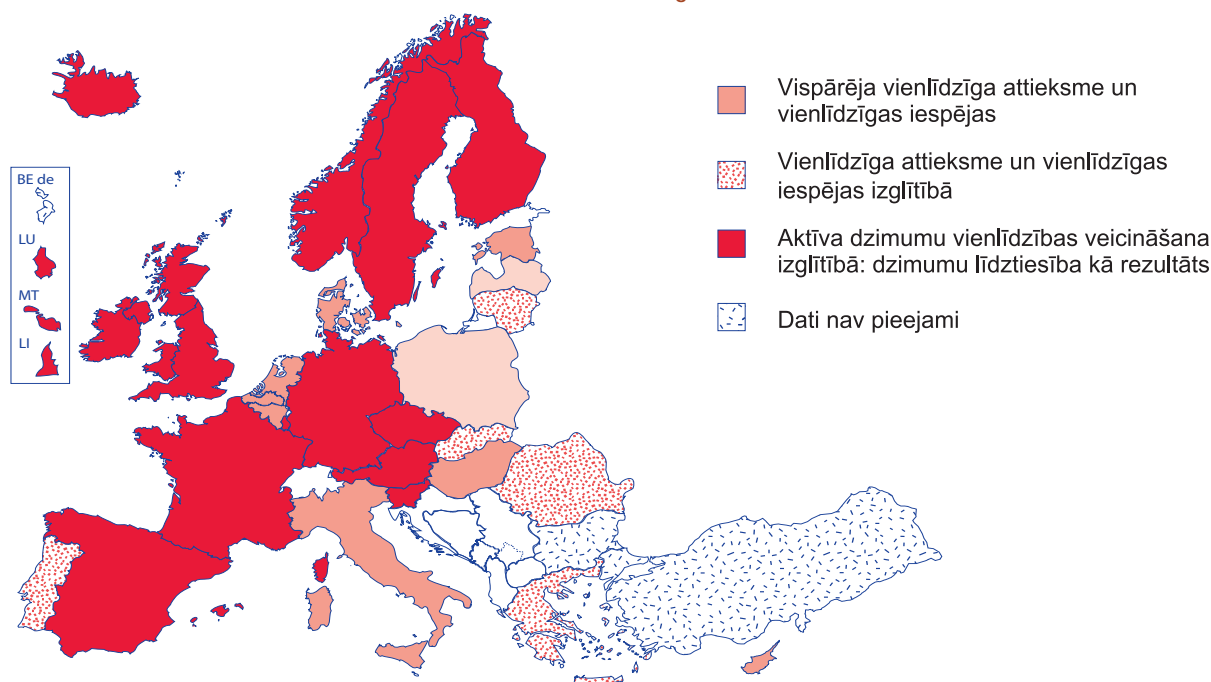 g
Vispārēja vienlīdzīga attieksme un
vienlīdzīgas iespējas
Vienlīdzīga attieksme un vienlīdzīgas
iespējas izglītībā
Aktīva dzimumu vienlīdzības veicināšana
izglītībā: dzimumu līdztiesība kā rezultāts
Dati nav pieejami
BE de
LU
MT
LI